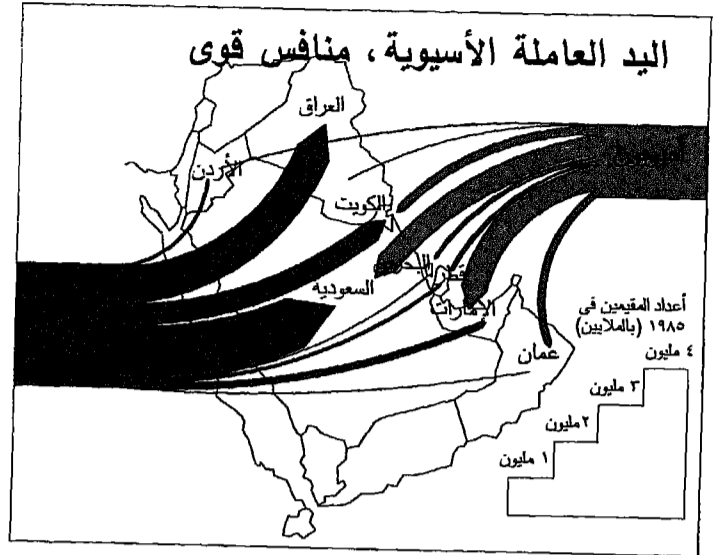 اليد العاملة الأسيوية، منافس قوى
العراق
الأردن
الكويت
قطر
السعودية
الإمارات
عمان
أعداد المقيمين فى
١٩٨٥ (بالملايين)
٤ مليون
٣ مليون
٢ مليون
١ مليون